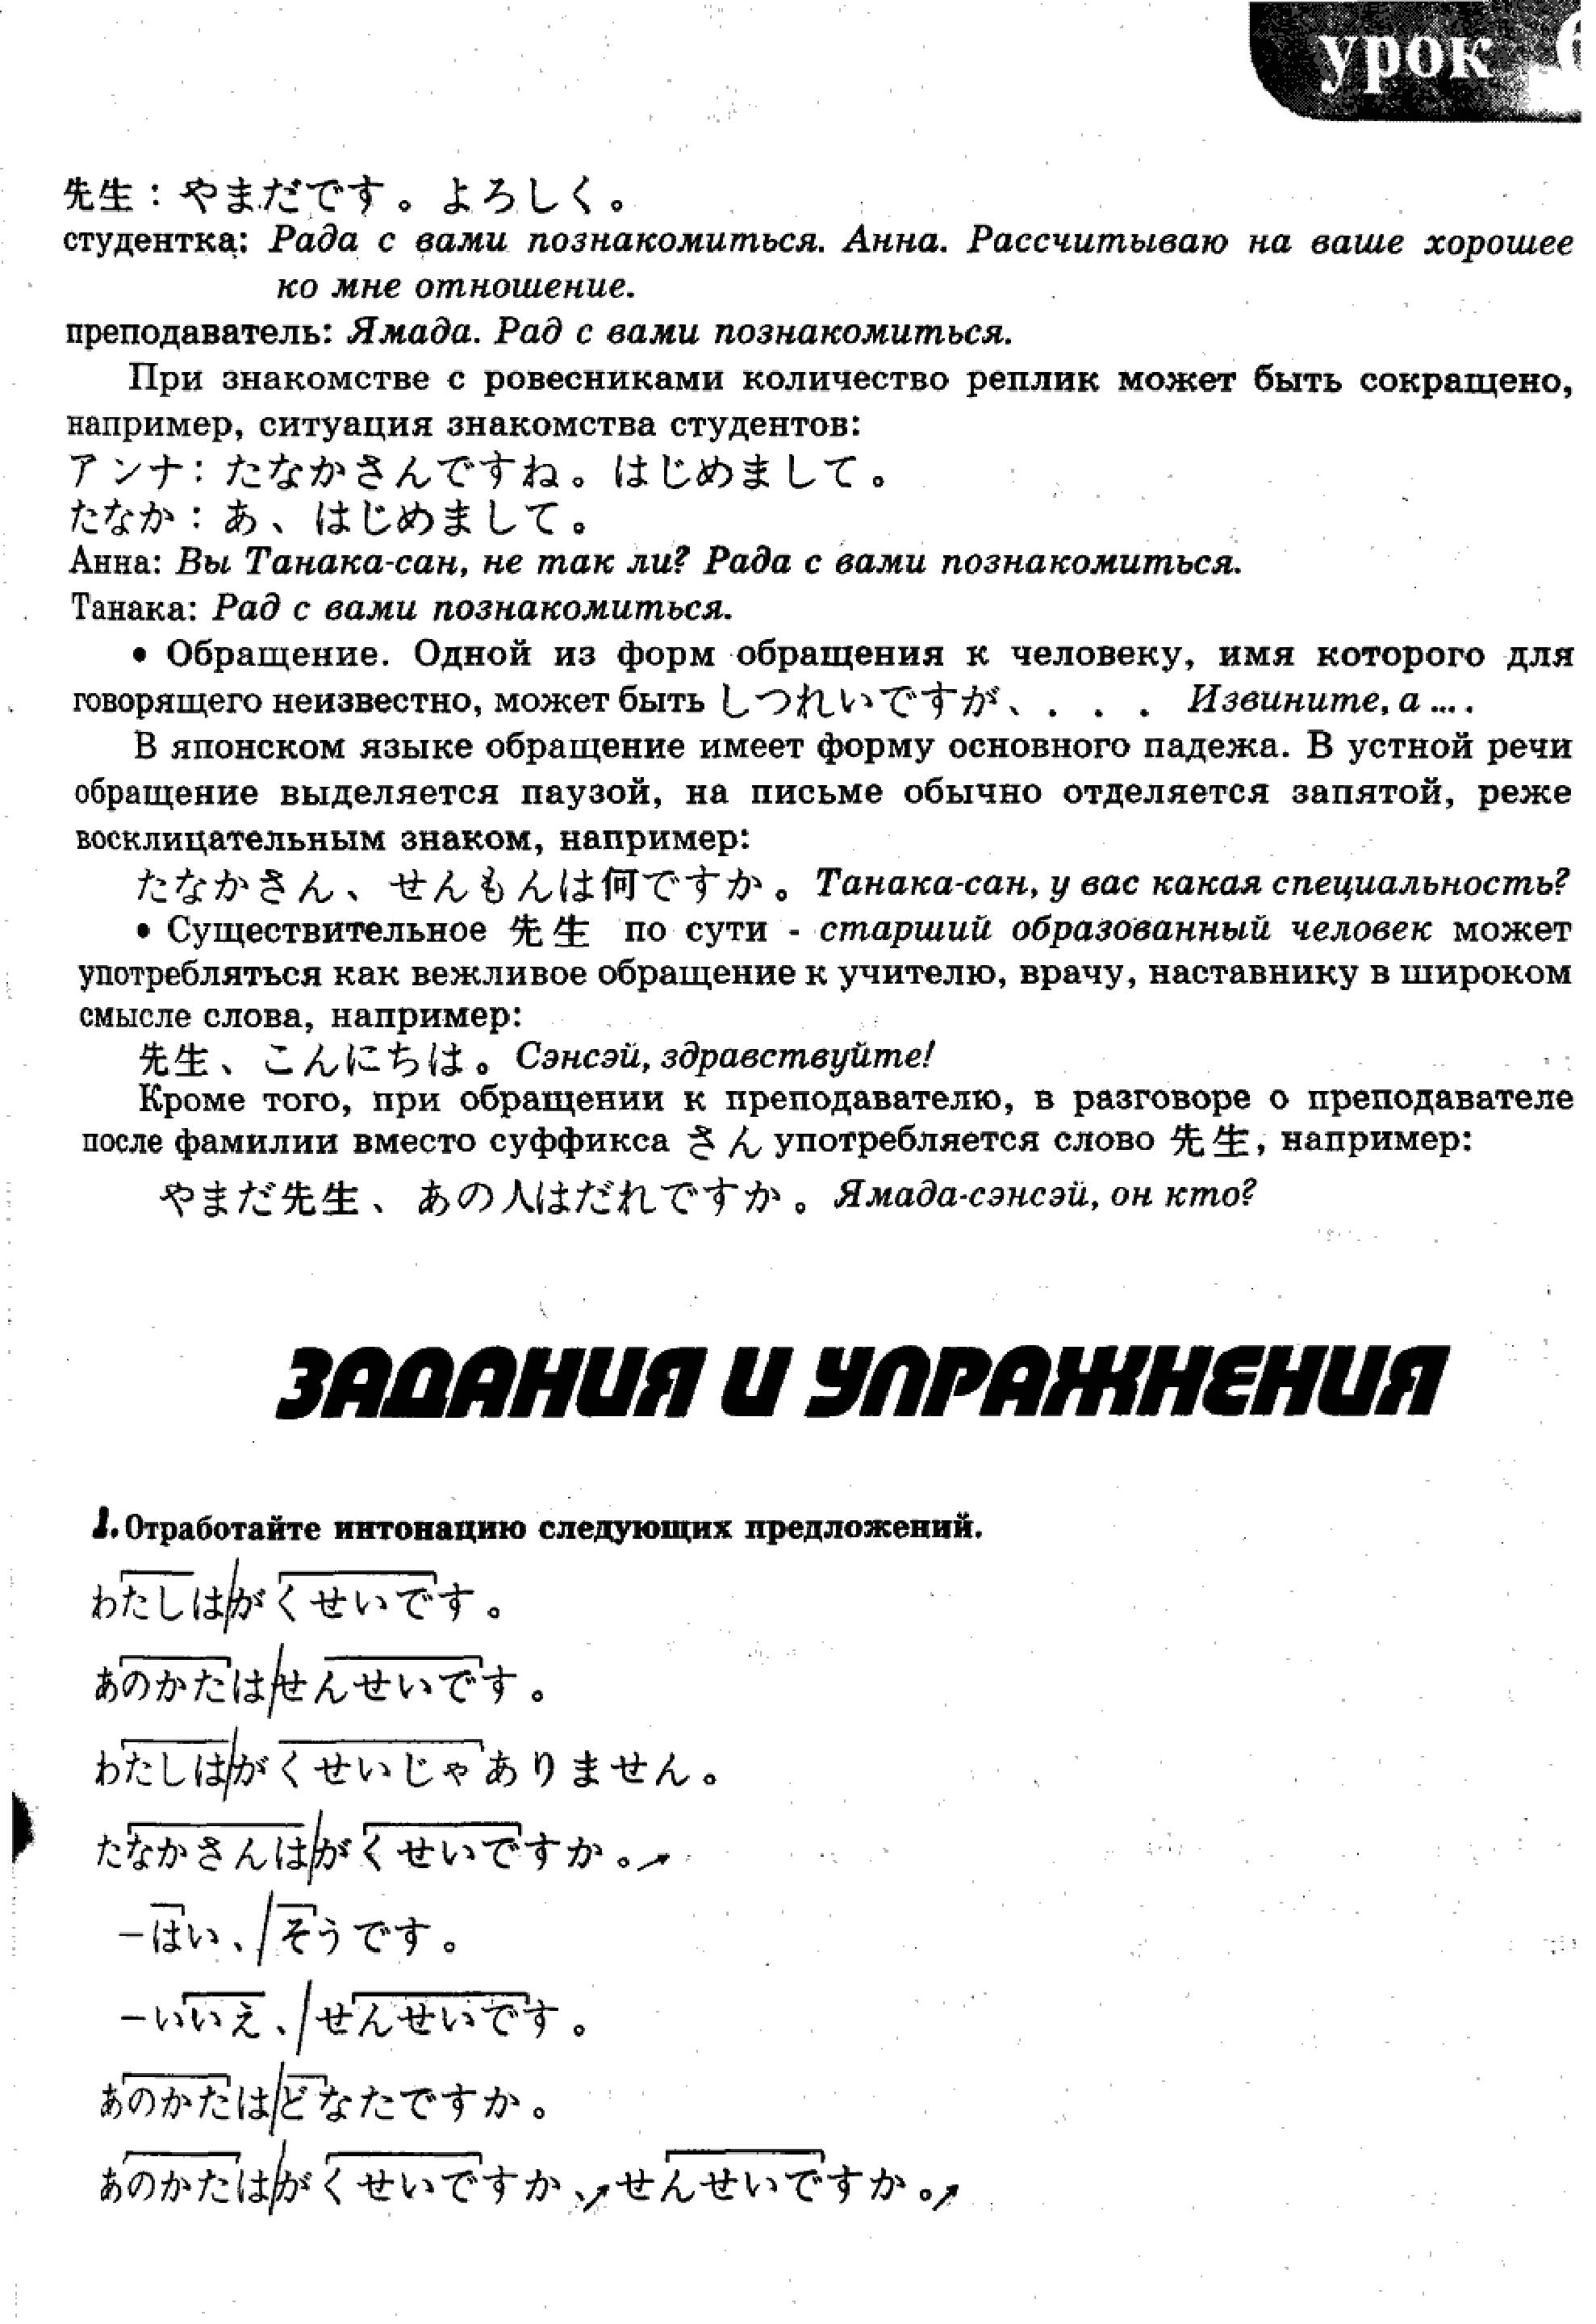 урок 6
先生：やまだです。よろしく。
студентка: Рада с вами познакомиться. Анна. Рассчитываю на ваше хорошее
ко мне отношение.
преподаватель: Ямада. Рад с вами познакомиться.
При знакомстве с ровесниками количество реплик может быть сокращено,
например, ситуация знакомства студентов:
アンナ：たなかさんですね。はじめまして。
たなか：あ、はじめまして。
Анна: Вы Танака-сан, не так ли? Рада с вами познакомиться.
Танака: Рад с вами познакомиться.
• Обращение. Одной из форм обращения к человеку, имя которого для
говорящего неизвестно, может быть しつれいですが、... Извините, а ....
В японском языке обращение имеет форму основного падежа. В устной речи
обращение выделяется паузой, на письме обычно отделяется запятой, реже
восклицательным знаком, например:
たなかさん、せんもんは何ですか。Танака-сан, у вас какая специальность?
• Существительное 先生 по сути - старший образованный человек может
употребляться как вежливое обращение к учителю, врачу, наставнику в широком
смысле слова, например:
先生、こんにちは。Сэнсэй, здравствуйте!
Кроме того, при обращении к преподавателю, в разговоре о преподавателе
после фамилии вместо суффикса さん употребляется слово 先生, например:
やまだ先生、あの人はだれですか。Ямада-сэнсэй, он кто?
ЗАДАНИЯ И УПРАЖНЕНИЯ
1. Отработайте интонацию следующих предложений.
わたしは/がくせいです。
あのかたは/せんせいです。
わたしは/がくせいじゃありません。
たなかさんは/がくせいですか。↗
–はい、/そうです。
–いいえ、/せんせいです。
あのかたは/どなたですか。
あのかたは/がくせいですか、↗せんせいですか。↗